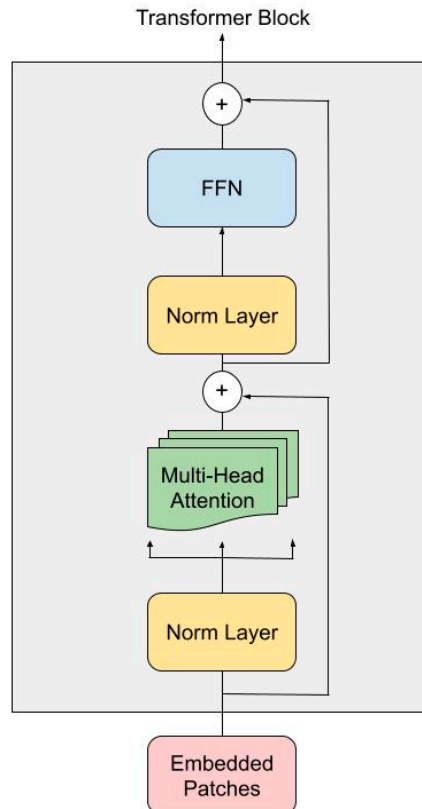 Transformer Block
+
FFN
Norm Layer
+
Multi-Head
Attention
Norm Layer
Embedded
Patches